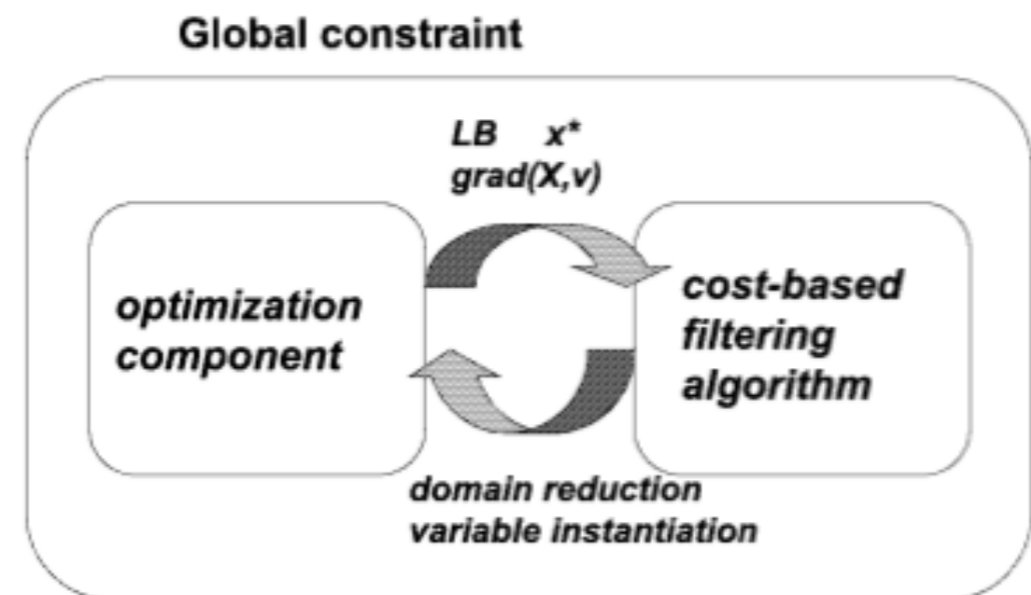 Global constraint
LB x*
grad(X,v)
optimization
component
cost-based
filtering
algorithm
domain reduction
variable instantiation